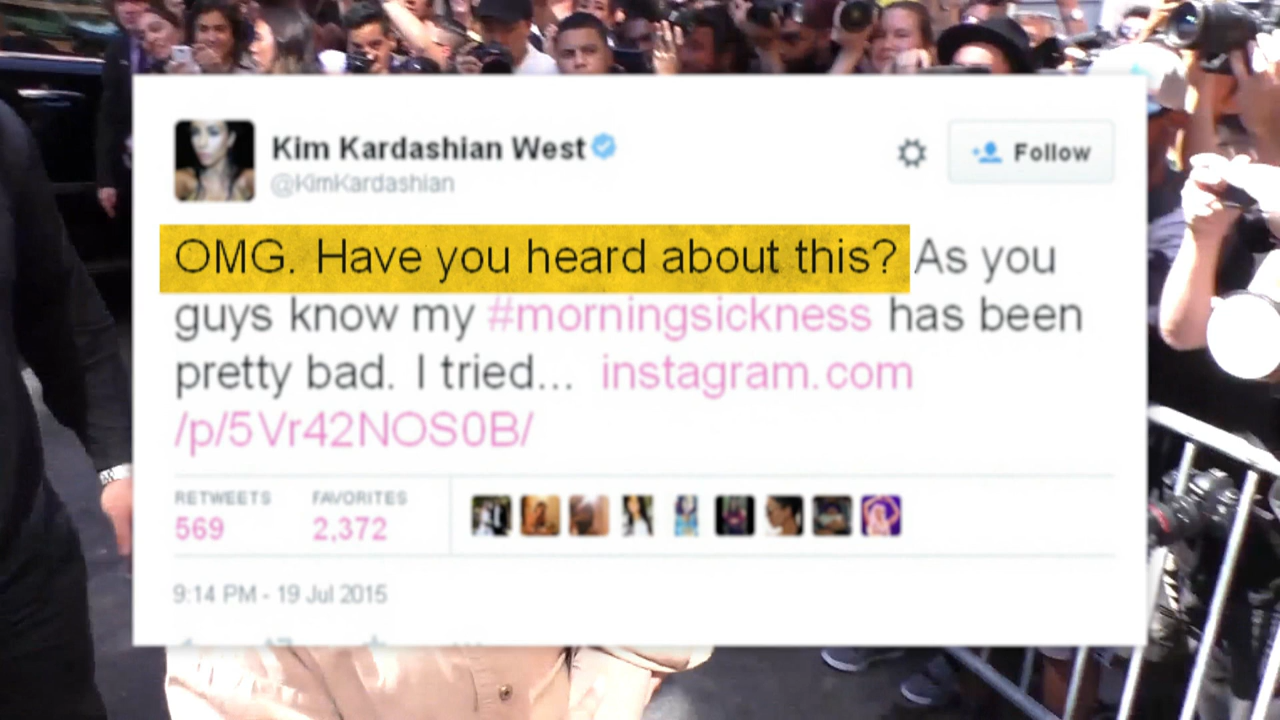 Kim Kardashian West
@KimKardashian
Follow
OMG. Have you heard about this? As you
guys know my #morningsickness has been
pretty bad. I tried... instagram.com
/p/5Vr42NOS0B/
RETWEETS FAVORITES
569 2,372
9:14 PM - 19 Jul 2015